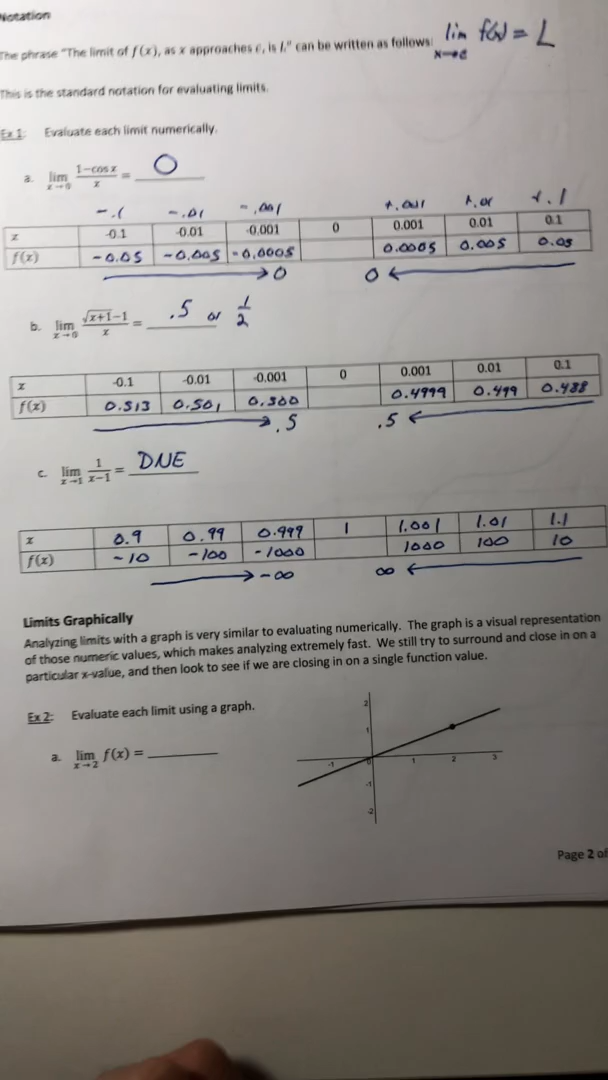 Notation
The phrase "The limit of f(x), as x approaches c, is L" can be written as follows: lim f(x) = L
x→c
This is the standard notation for evaluating limits.
Ex 1: Evaluate each limit numerically.
a. lim x→0 1−cos x / x = 0
-.1 -.01 -.001 +.001 +.01 +.1
x -0.1 -0.01 -0.001 0 0.001 0.01 0.1
f(x) -0.05 -0.005 -0.0005 0.0005 0.005 0.05
→0 0←
b. lim x→0 √x+1−1 / x = .5 or 1/2
x -0.1 -0.01 -0.001 0 0.001 0.01 0.1
f(x) 0.513 0.501 0.500 0.4999 0.499 0.488
→.5 .5←
c. lim x→1 1 / x−1 = DNE
x 0.9 0.99 0.999 1 1.001 1.01 1.1
f(x) -10 -100 -1000 1000 100 10
→-∞ ∞←
Limits Graphically
Analyzing limits with a graph is very similar to evaluating numerically. The graph is a visual representation
of those numeric values, which makes analyzing extremely fast. We still try to surround and close in on a
particular x-value, and then look to see if we are closing in on a single function value.
Ex 2: Evaluate each limit using a graph.
a. lim x→2 f(x) =
2
1
-1 0 1 2 3
-1
-2
Page 2 of